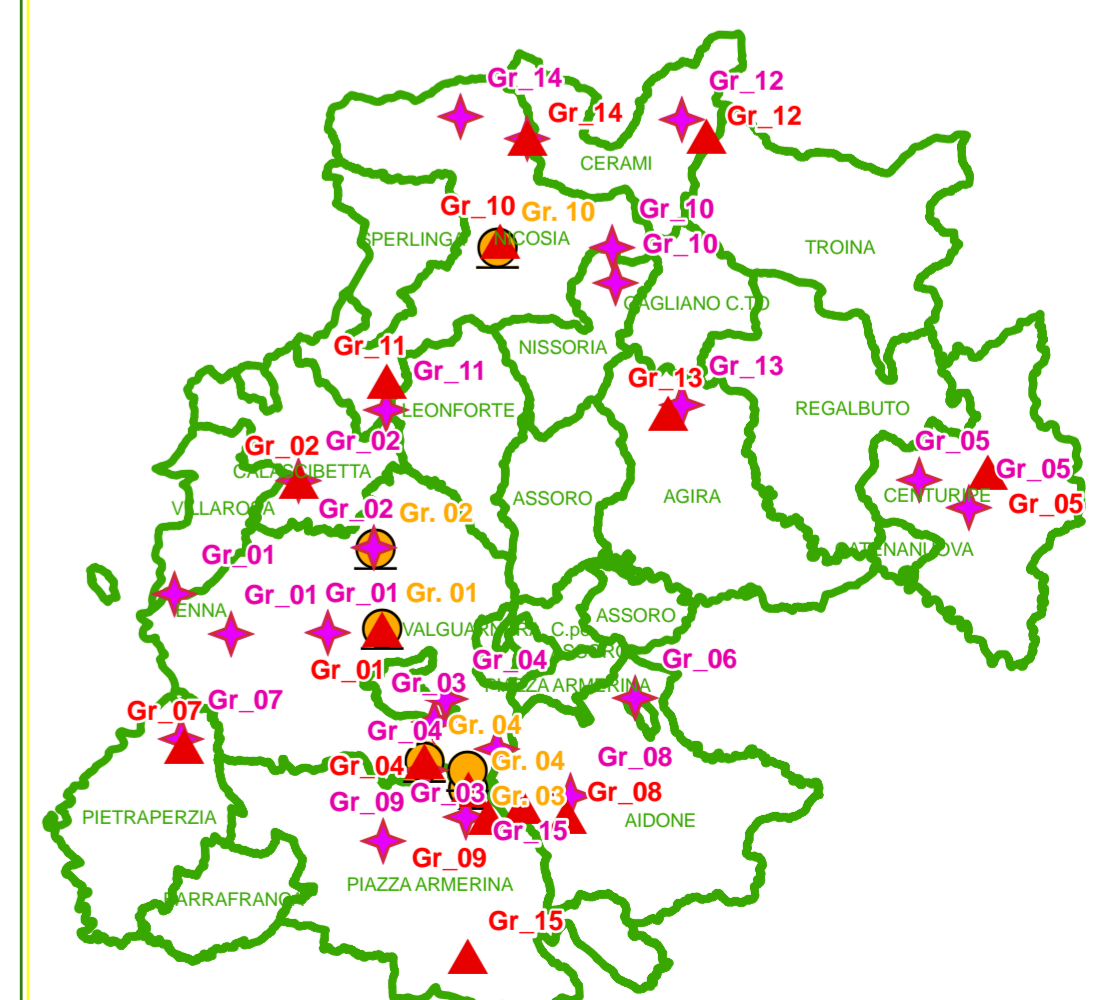 Gr_14
Gr_12
Gr_14
Gr_12
CERAMI
Gr_10
Gr. 10
Gr_10
SPERLINGA
NICOSIA
Gr_10
TROINA
GAGLIANO C.TO
Gr_11
NISSORIA
Gr_11
Gr_13
Gr_13
LEONFORTE
REGALBUTO
Gr_02
Gr_02
Gr_05
CALASCIBETTA
Gr_05
VILLAROSA
ASSORO
AGIRA
CENTURIPE
Gr_05
Gr_02
Gr. 02
CATENANUOVA
Gr_01
Gr_01
Gr_01
Gr. 01
ENNA
ASSORO
VALGUARNERA C.pe
ASSORO
Gr_01
Gr_04
Gr_06
Gr_03
PIAZZA ARMERINA
Gr_07
Gr_07
Gr_04
Gr. 04
Gr_04
Gr. 04
Gr_08
Gr_09
Gr_03
Gr. 03
Gr_08
PIETRAPERZIA
Gr_15
AIDONE
Gr_09
PIAZZA ARMERINA
BARRAFRANCA
Gr_15